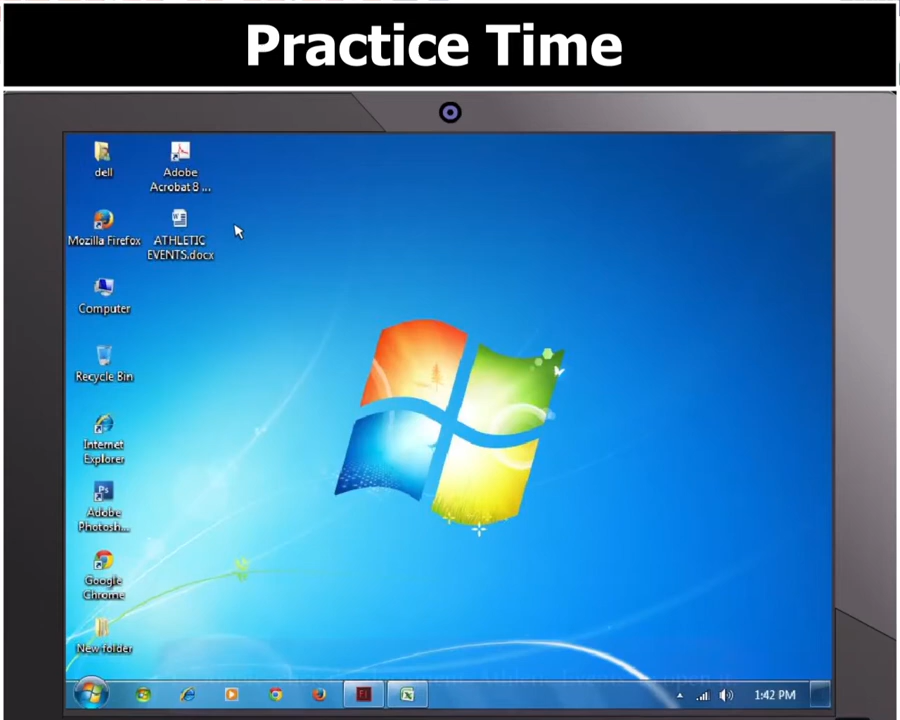 Practice Time
dell
Adobe
Acrobat 8 ...
Mozilla Firefox
ATHLETIC
EVENTS.docx
Computer
Recycle Bin
Internet
Explorer
Ps
Adobe
Photosh...
Google
Chrome
New folder
1:42 PM